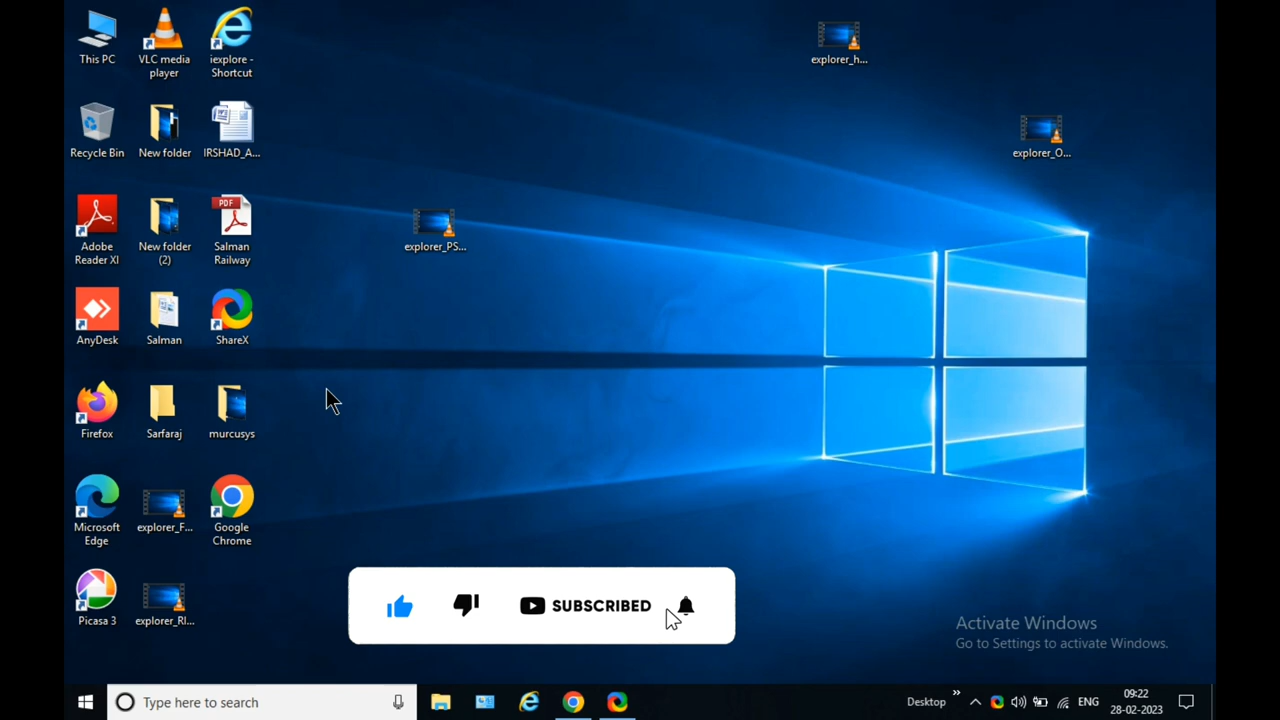 This PC
VLC media
player
iexplore -
Shortcut
explorer_h...
Recycle Bin
New folder
IRSHAD_A...
explorer_O...
Adobe
Reader XI
New folder
(2)
PDF
Salman
Railway
explorer_PS...
AnyDesk
Salman
ShareX
Firefox
Sarfaraj
murcusys
Microsoft
Edge
explorer_F...
Google
Chrome
Picasa 3
explorer_RI...
SUBSCRIBED
Activate Windows
Go to Settings to activate Windows.
Type here to search
Desktop
ENG
09:22
28-02-2023